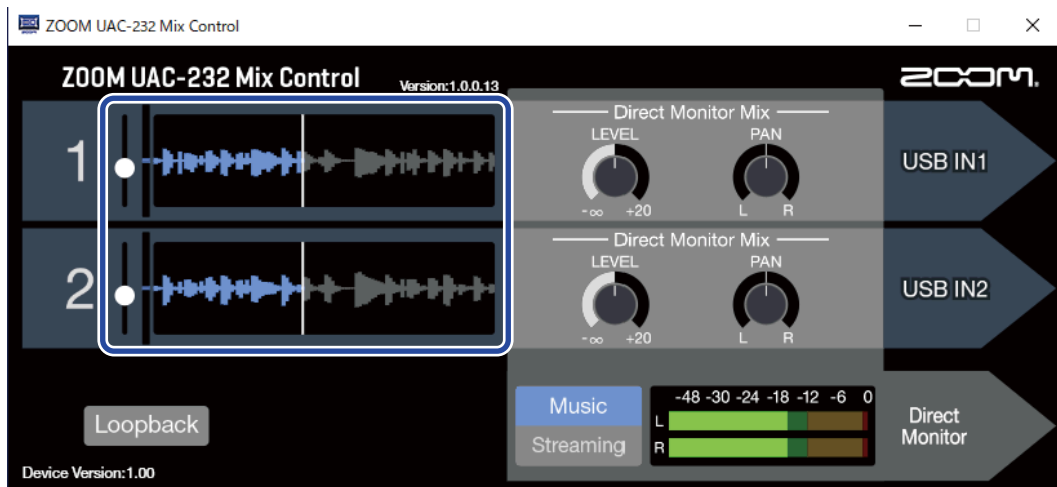 ZOOM UAC-232 Mix Control
ZOOM UAC-232 Mix Control Version:1.0.0.13
ZOOM
1
Direct Monitor Mix
LEVEL PAN
-∞ +20 L R
USB IN1
2
Direct Monitor Mix
LEVEL PAN
-∞ +20 L R
USB IN2
Loopback
Music
Streaming
-48 -30 -24 -18 -12 -6 0
L
R
Direct
Monitor
Device Version:1.00